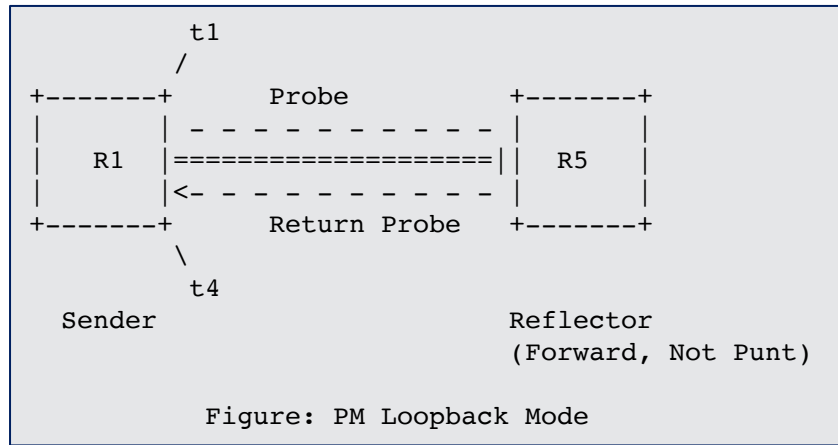 t1
/
+-------+ Probe +-------+
| | - - - - - - - - - - - | |
| R1 |====================|| R5 |
| |<- - - - - - - - - - | |
+-------+ Return Probe +-------+
\
t4
Sender Reflector
(Forward, Not Punt)
Figure: PM Loopback Mode